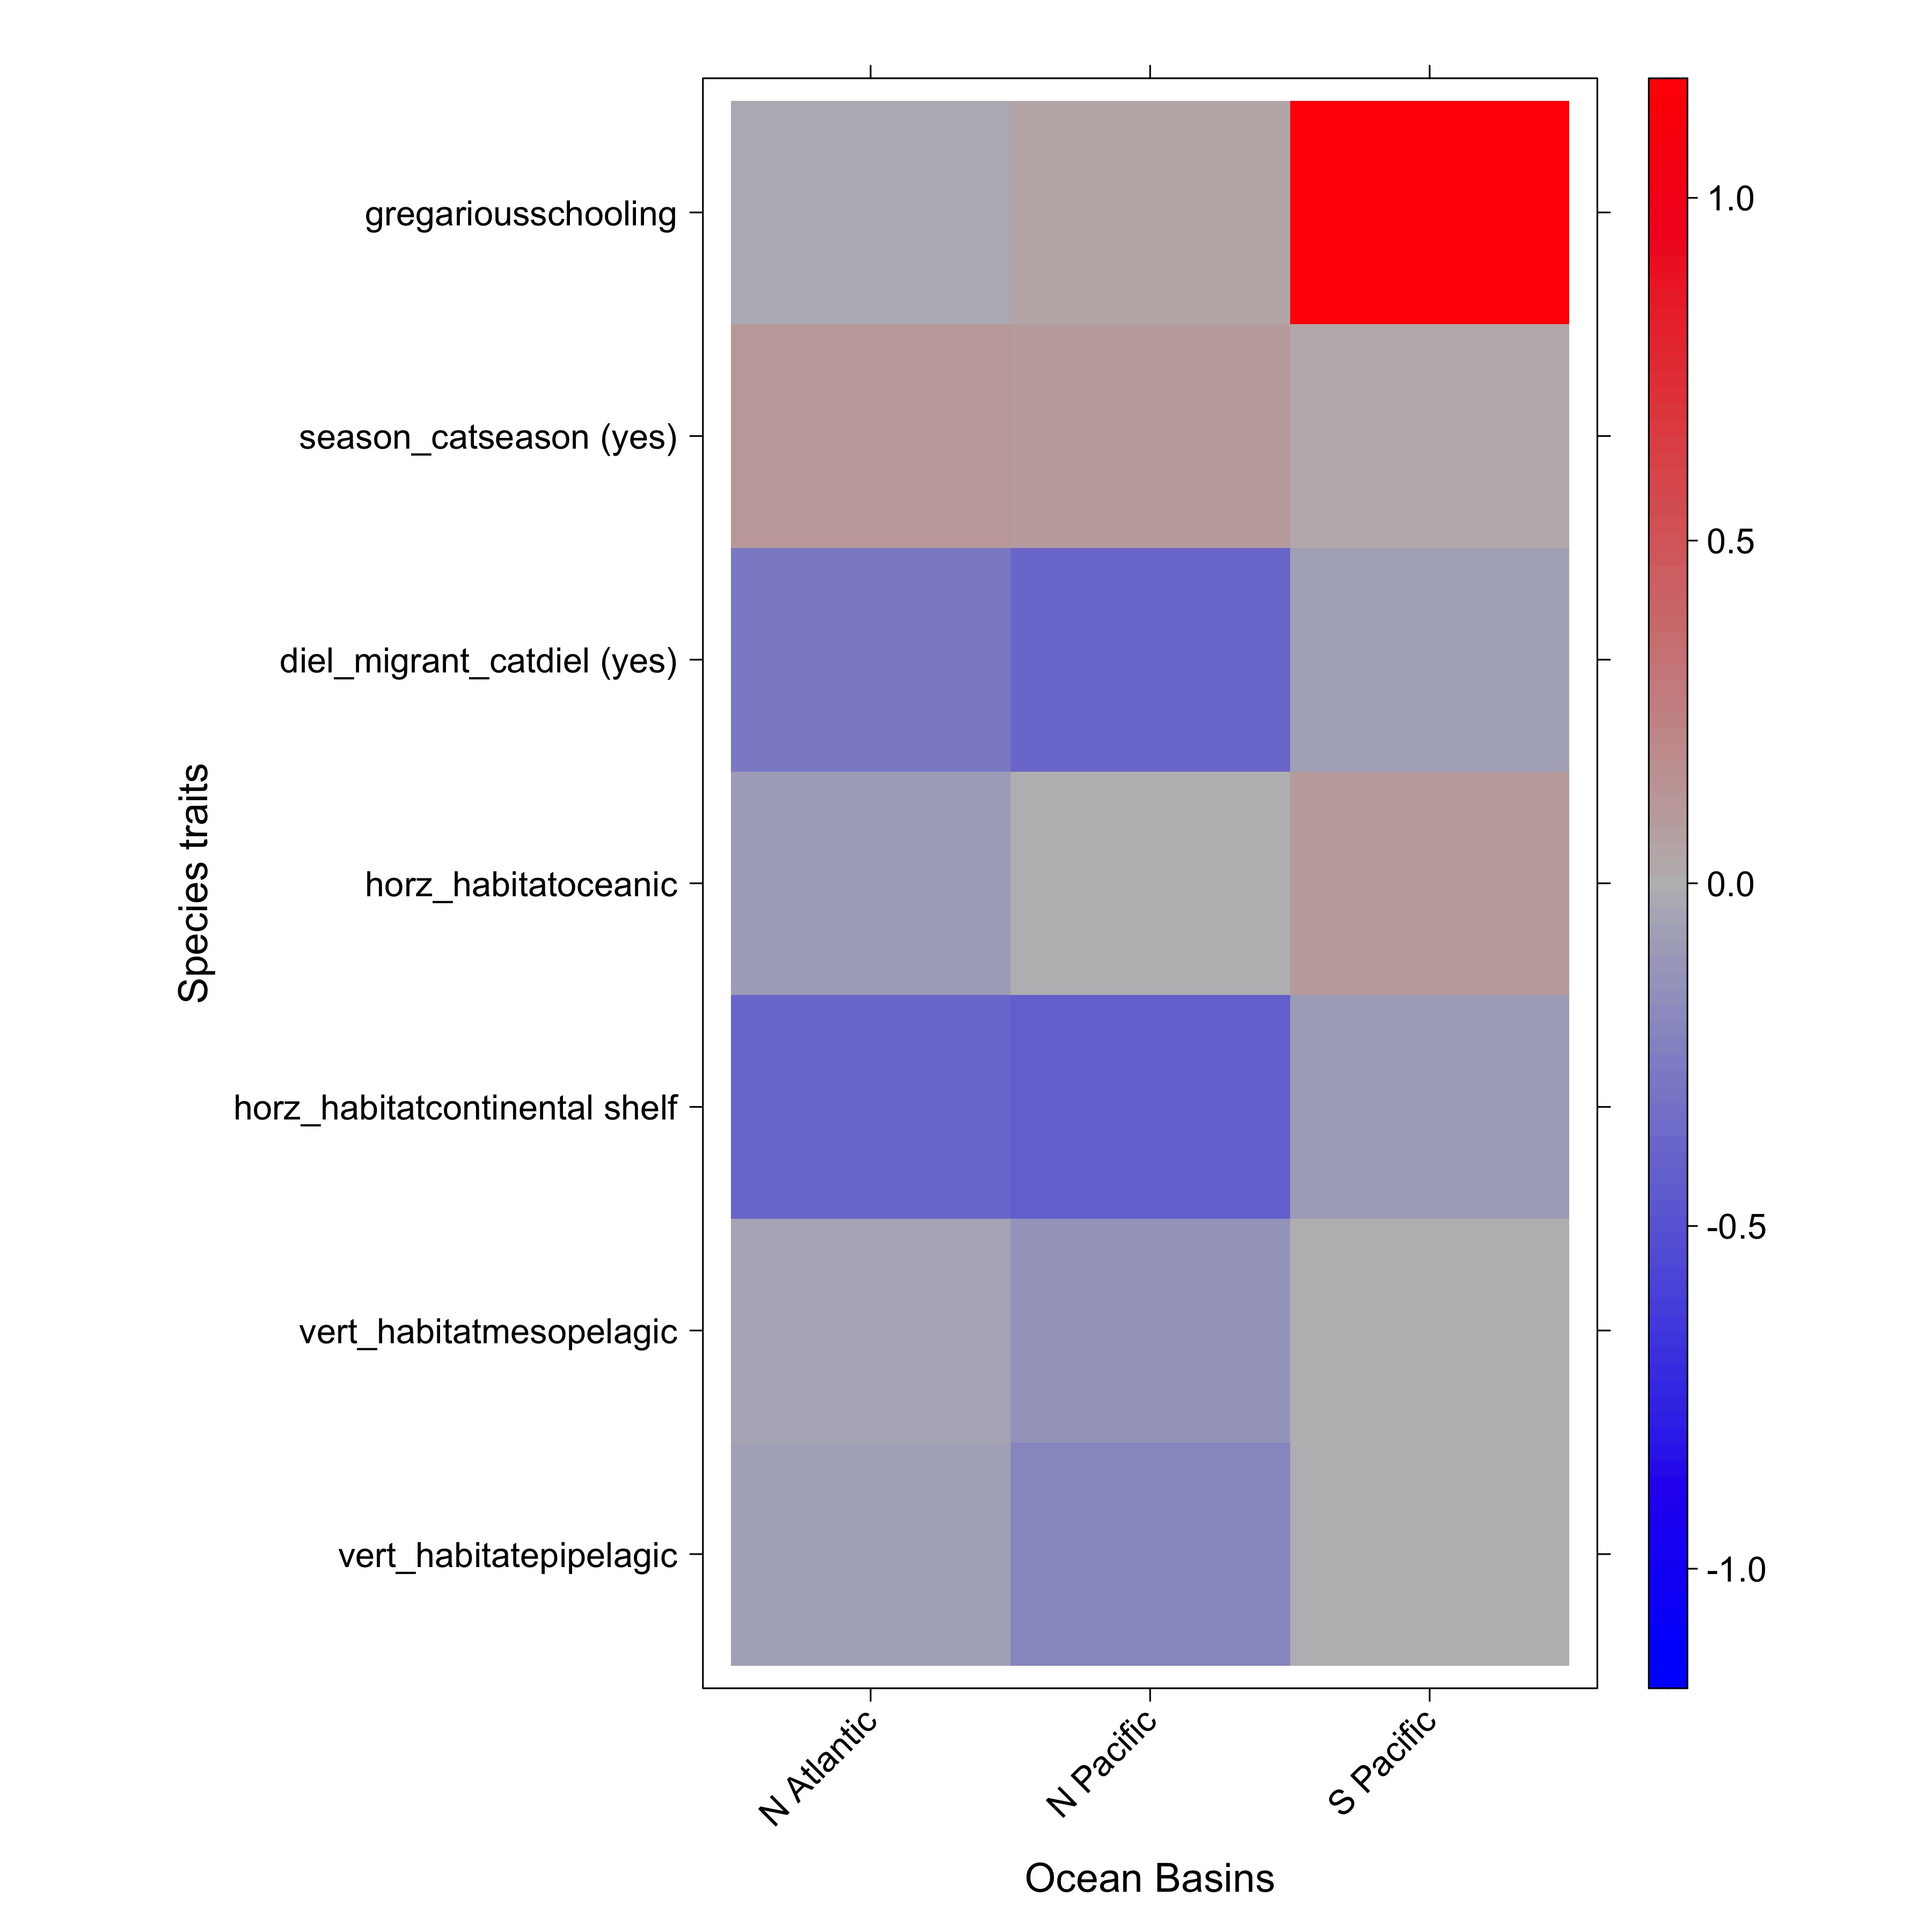 gregariousschooling
season_catseason (yes)
diel_migrant_catdiel (yes)
horz_habitatoceanic
horz_habitatcontinental shelf
vert_habitatmesopelagic
vert_habitatepipelagic
Species traits
N Atlantic
N Pacific
S Pacific
Ocean Basins
1.0
0.5
0.0
-0.5
-1.0